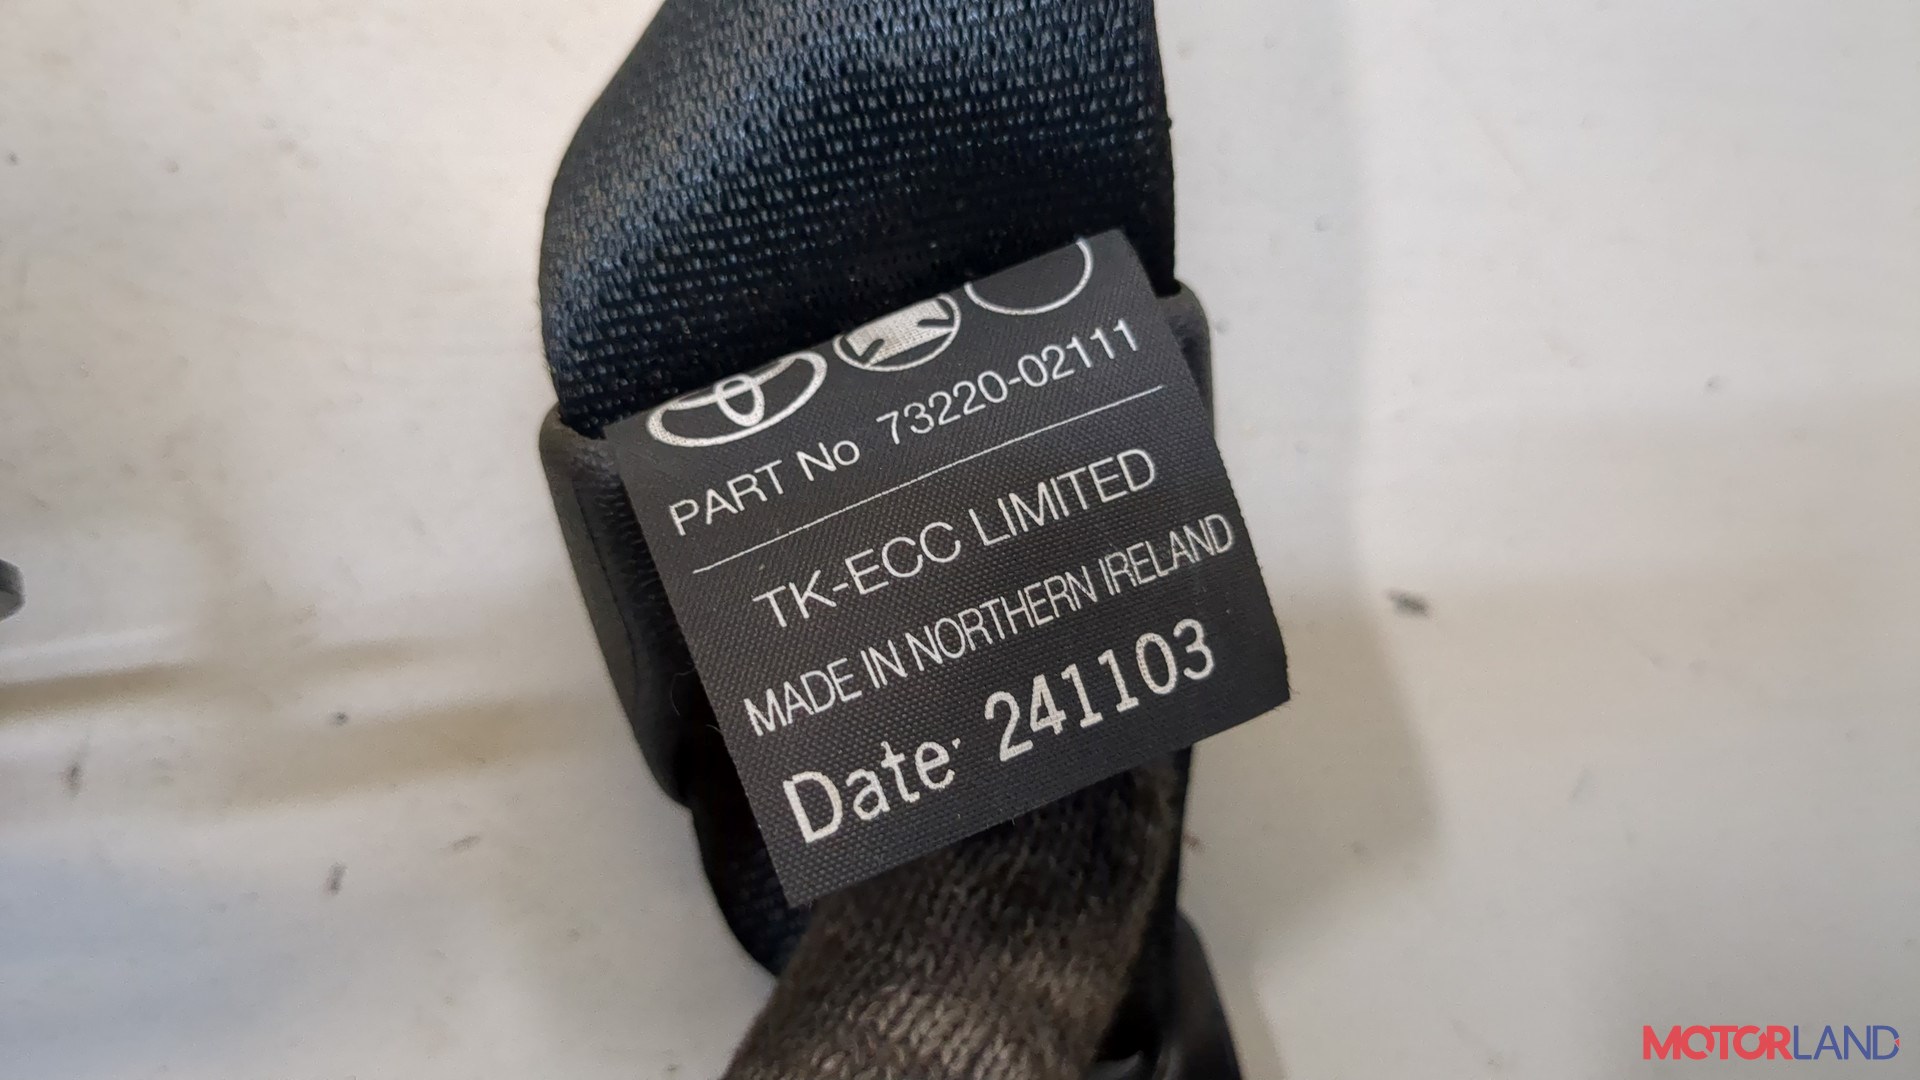 PART No 73220-02111
TK-ECC LIMITED
MADE IN NORTHERN IRELAND
Date: 241103
MOTORLAND